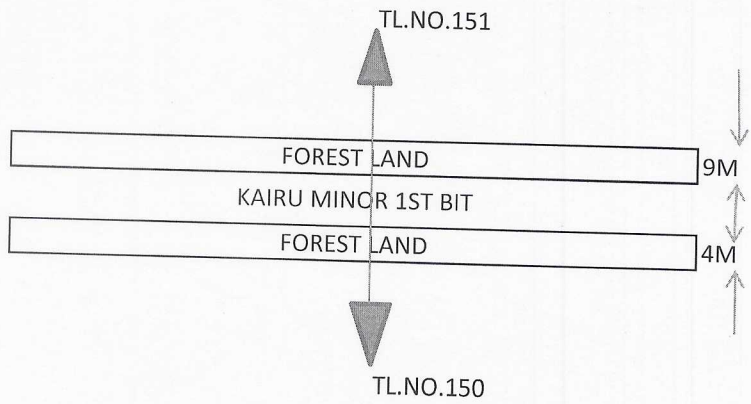 TL.NO.151
FOREST LAND
9M
KAIRU MINOR 1ST BIT
FOREST LAND
4M
TL.NO.150